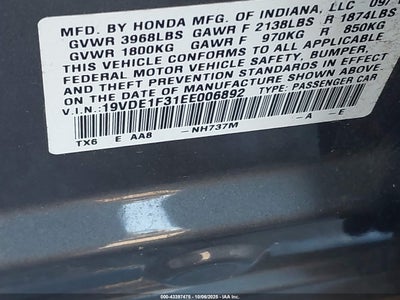 MFD. BY HONDA MFG. OF INDIANA, LLC 09/
GVWR 3968LBS GAWR F 2138LBS R 1874LBS
GVWR 1800KG GAWR F 970KG R 850KG
THIS VEHICLE CONFORMS TO ALL APPLICABLE
FEDERAL MOTOR VEHICLE SAFETY, BUMPER,
AND THEFT PREVENTION STANDARDS IN EFFECT
ON THE DATE OF MANUFACTURE SHOWN ABOVE.
V.I.N.:19VDE1F31EE006892 TYPE: PASSENGER CAR
TX6 E AA8 -NH737M -A -E
000-43397475 - 10/06/2025 - IAA Inc.